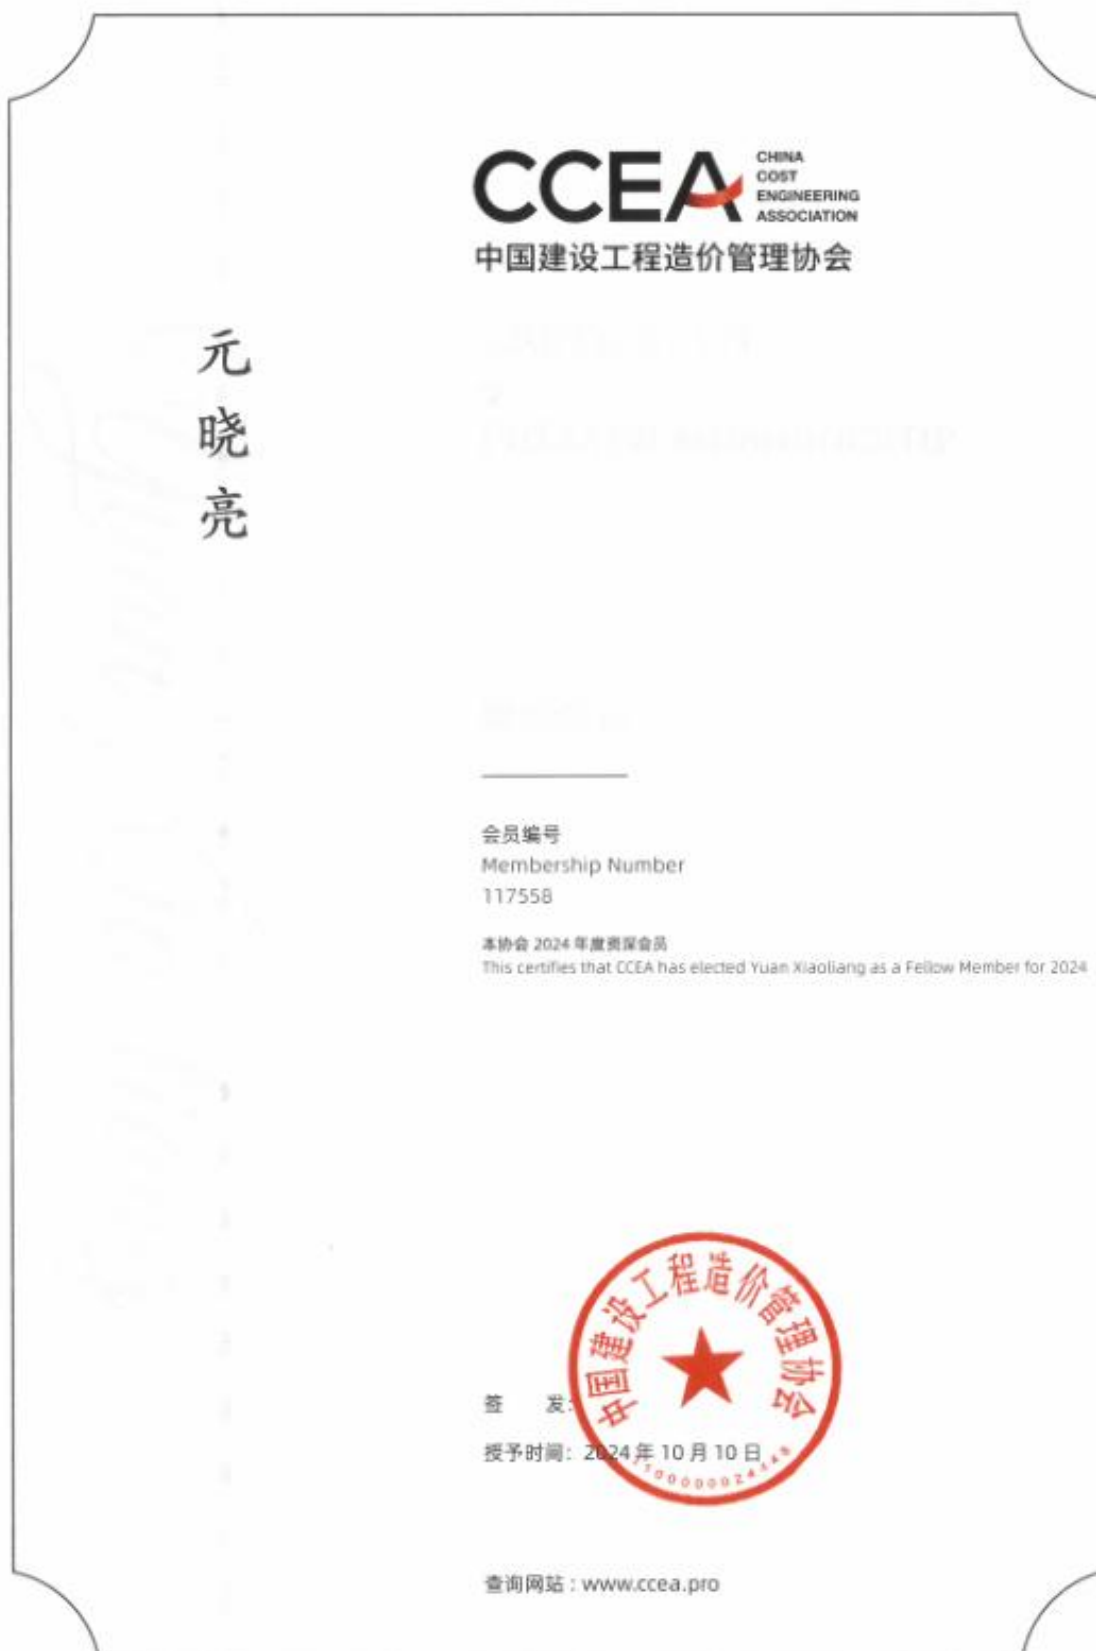 CCEA
CHINA
COST
ENGINEERING
ASSOCIATION
中国建设工程造价管理协会
元晓亮
会员编号
Membership Number
117558
本协会 2024 年度资深会员
This certifies that CCEA has elected Yuan Xiaoliang as a Fellow Member for 2024
中国建设工程造价管理协会
签 发:
授予时间: 2024 年 10 月 10 日
查询网站：www.ccea.pro